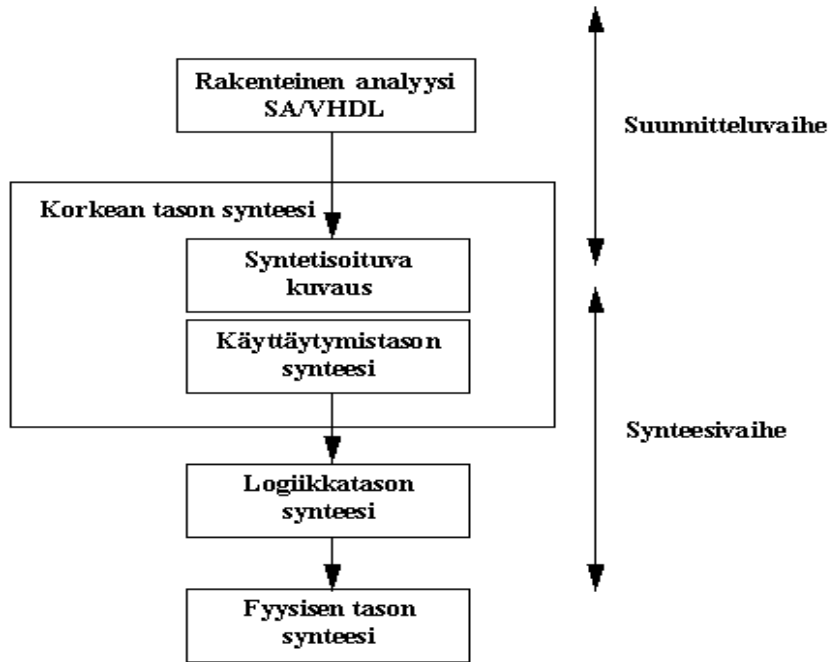 Rakenteinen analyysi
SA/VHDL
Suunnitteluvaihe
Korkean tason synteesi
Syntetisoituva
kuvaus
Käyttäytymistason
synteesi
Synteesivaihe
Logiikkatason
synteesi
Fyysisen tason
synteesi